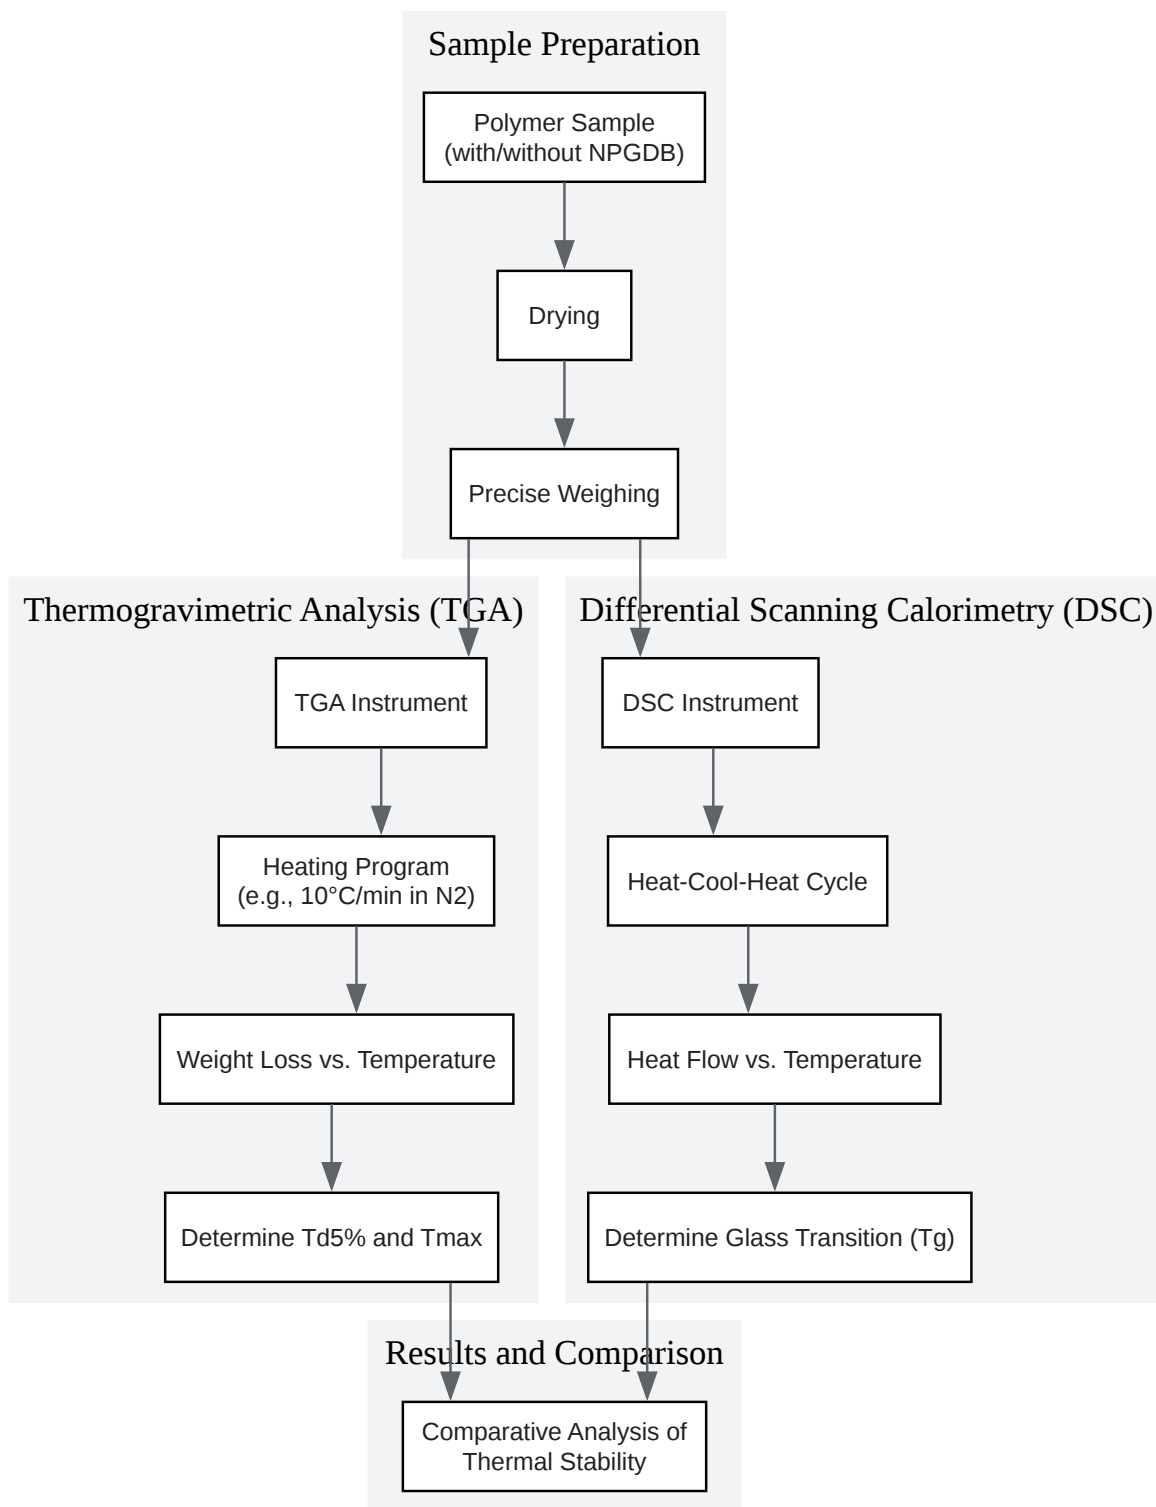 Sample Preparation
Polymer Sample
(with/without NPGDB)
Drying
Precise Weighing
Thermogravimetric Analysis (TGA)
TGA Instrument
Heating Program
(e.g., 10°C/min in N2)
Weight Loss vs. Temperature
Determine Td5% and Tmax
Differential Scanning Calorimetry (DSC)
DSC Instrument
Heat-Cool-Heat Cycle
Heat Flow vs. Temperature
Determine Glass Transition (Tg)
Results and Comparison
Comparative Analysis of
Thermal Stability